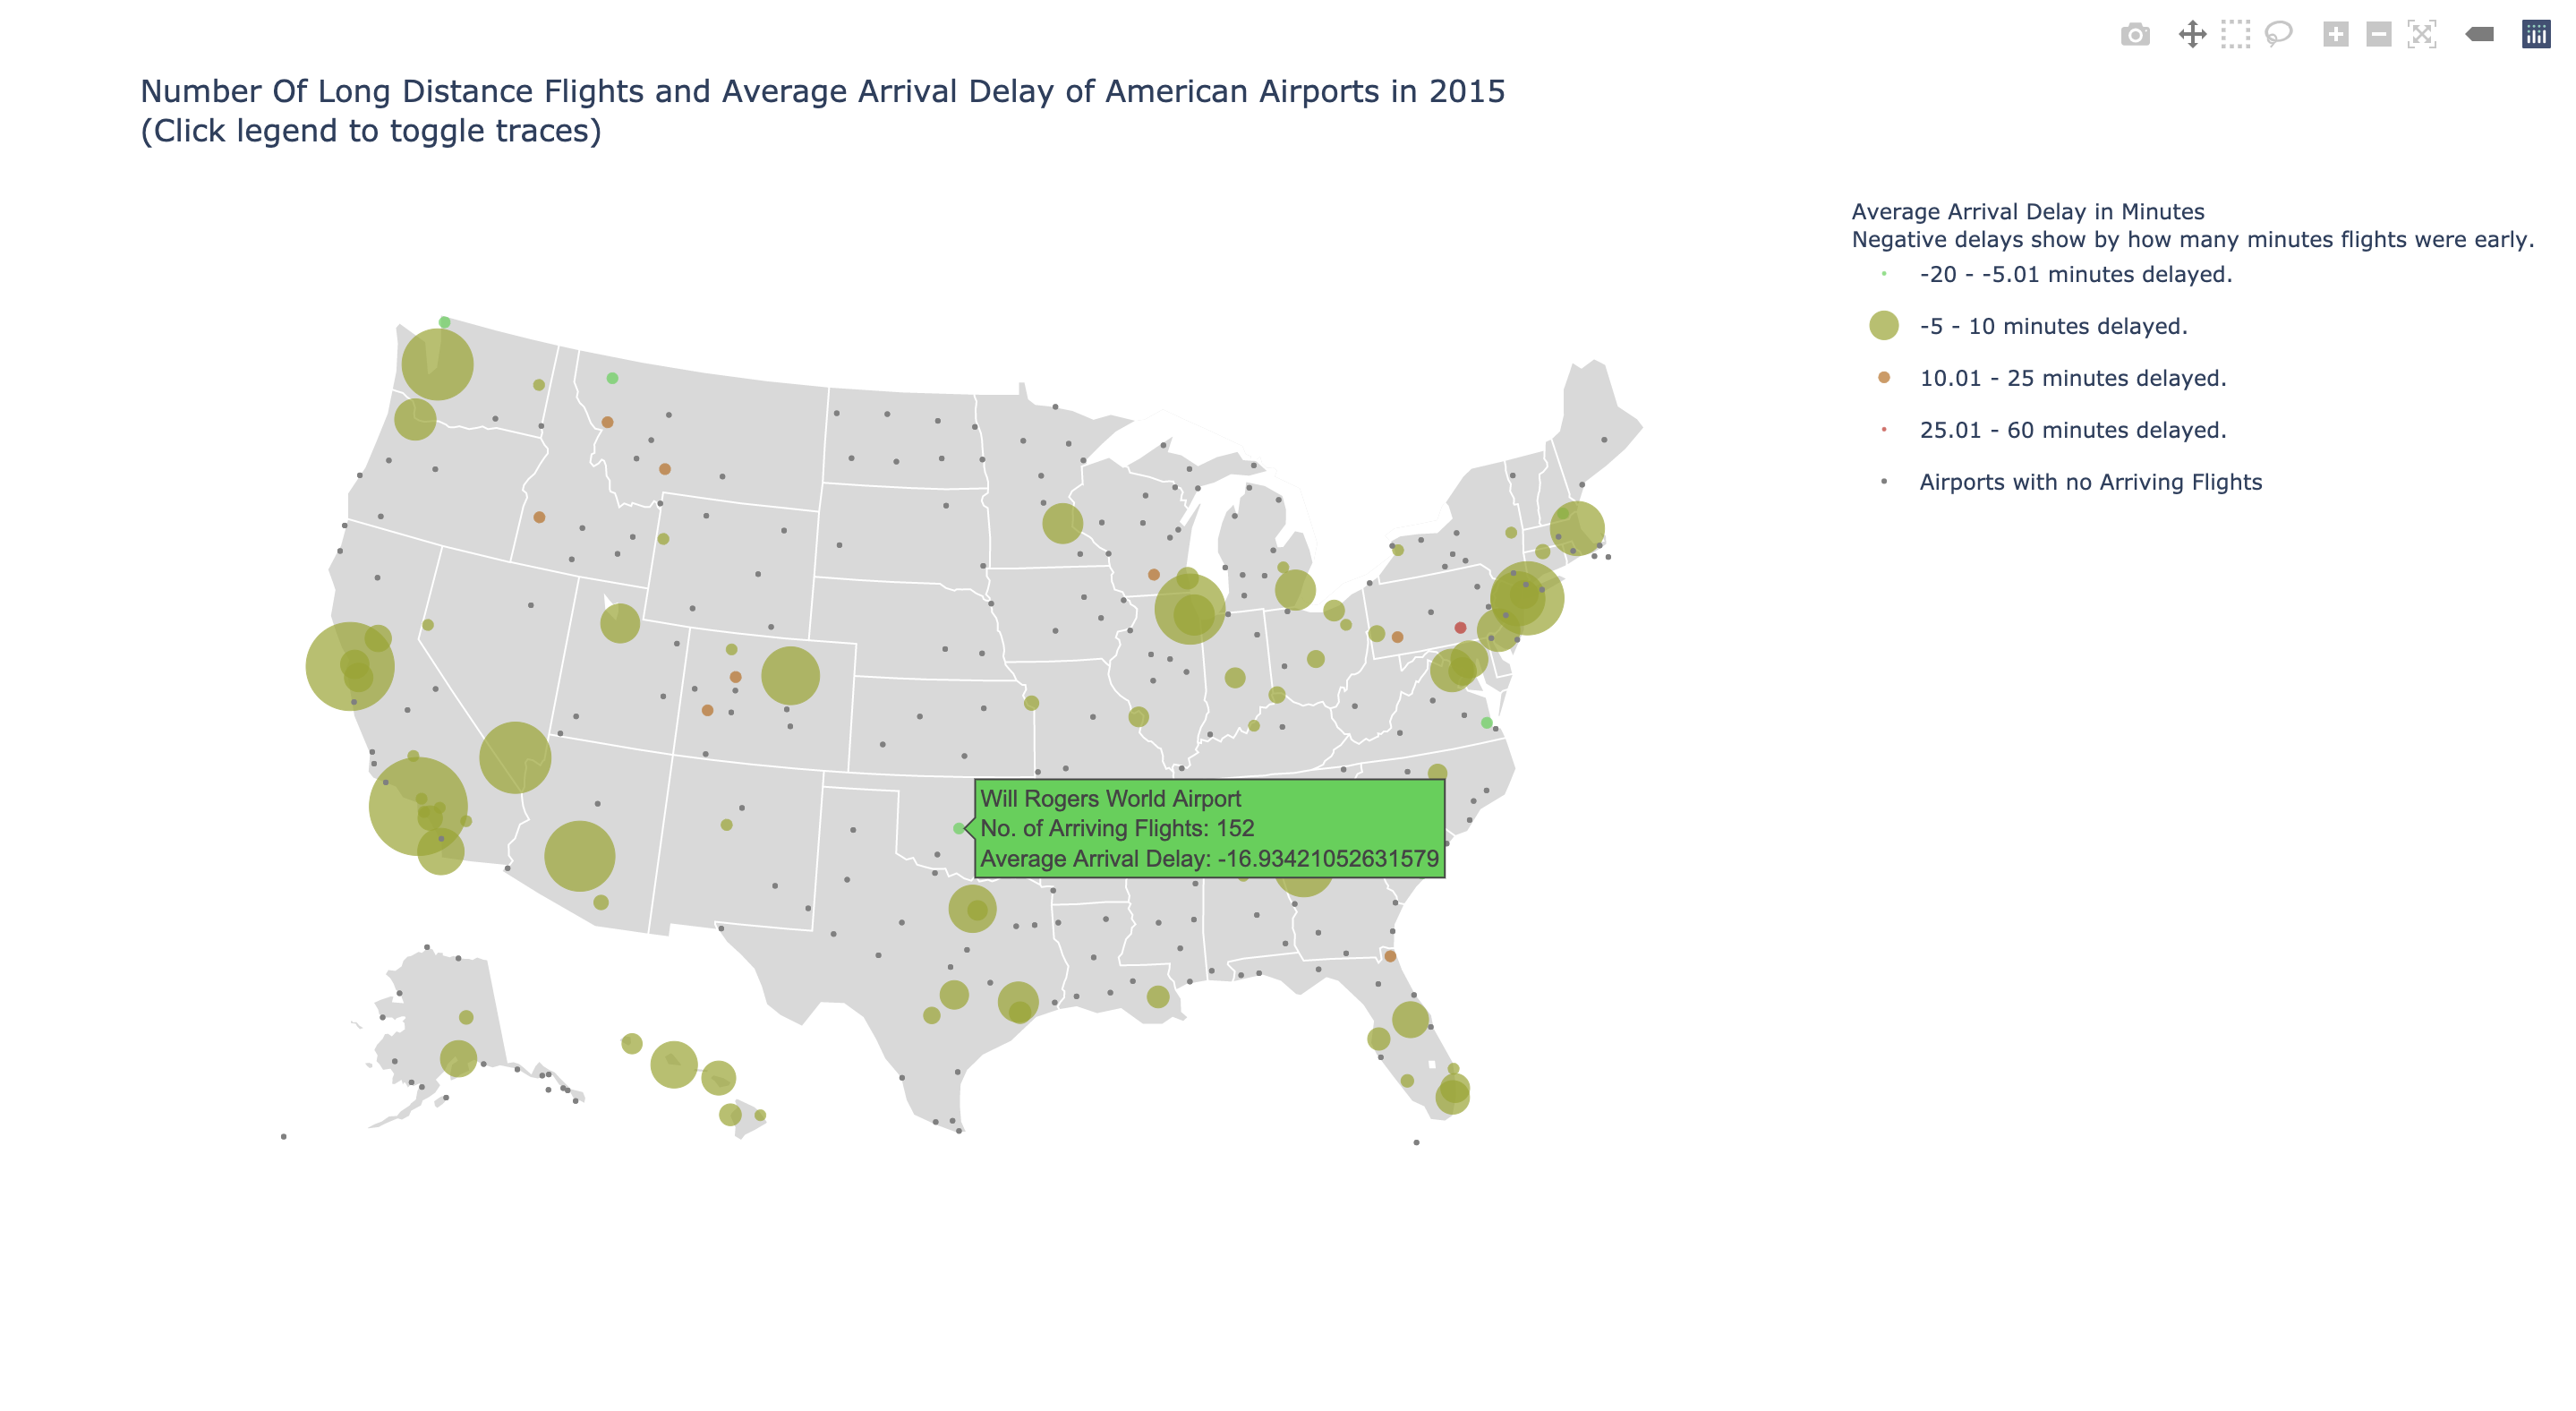 Number Of Long Distance Flights and Average Arrival Delay of American Airports in 2015
(Click legend to toggle traces)
Average Arrival Delay in Minutes
Negative delays show by how many minutes flights were early.
-20 - -5.01 minutes delayed.
-5 - 10 minutes delayed.
10.01 - 25 minutes delayed.
25.01 - 60 minutes delayed.
Airports with no Arriving Flights
Will Rogers World Airport
No. of Arriving Flights: 152
Average Arrival Delay: -16.93421052631579